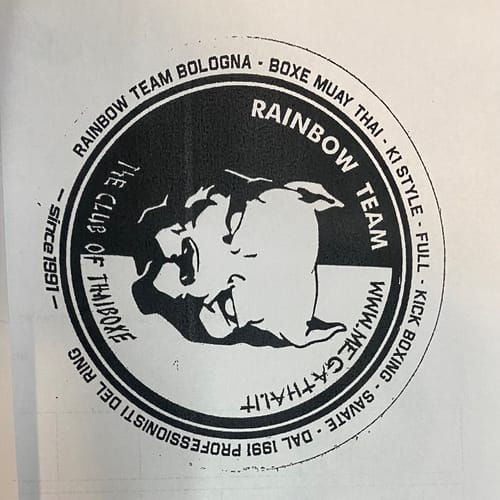 RAINBOW TEAM BOLOGNA - BOXE MUAY THAI - K1 STYLE - FULL - KICK BOXING - SAVATE - DAL 1991 PROFESSIONISTI DEL RING
- since 1991 -
RAINBOW TEAM
WWW.MEGATHAI.IT
THE CLUB OF THAIBOXE